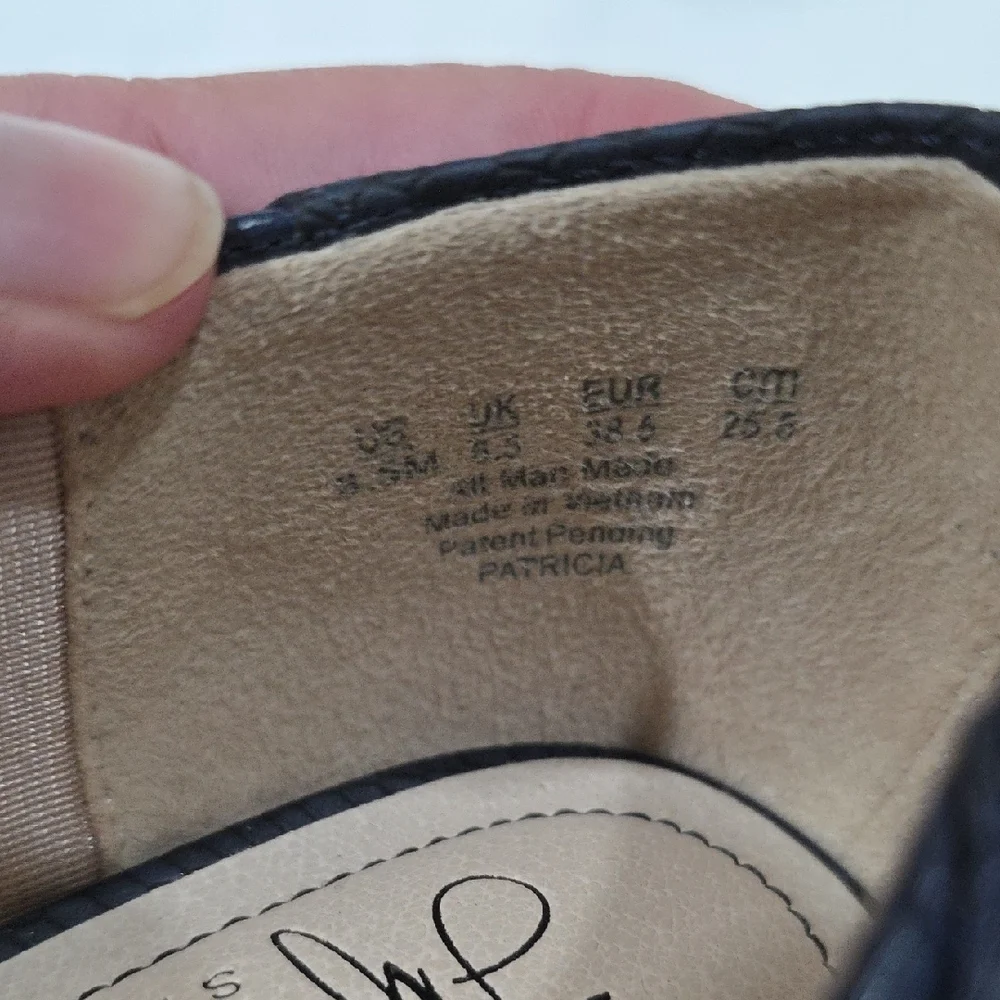 US UK EUR cm
8.5M 6.5 38.5 25.5
All Man Made
Made in Vietnam
Patent Pending
PATRICIA